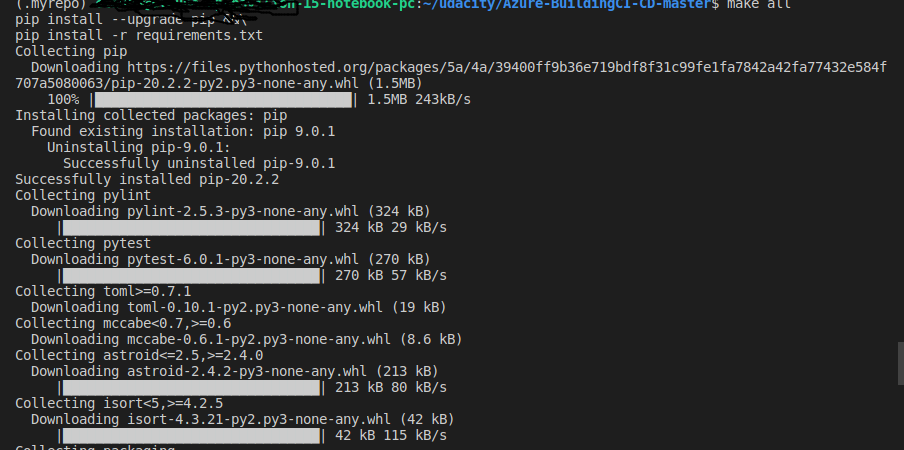 (.myrepo) 5n-15-notebook-pc:~/udacity/Azure-BuildingCI-CD-master$ make all
pip install --upgrade pip &&\
pip install -r requirements.txt
Collecting pip
Downloading https://files.pythonhosted.org/packages/5a/4a/39400ff9b36e719bdf8f31c99fe1fa7842a42fa77432e584f
707a5080063/pip-20.2.2-py2.py3-none-any.whl (1.5MB)
100% || 1.5MB 243kB/s
Installing collected packages: pip
Found existing installation: pip 9.0.1
Uninstalling pip-9.0.1:
Successfully uninstalled pip-9.0.1
Successfully installed pip-20.2.2
Collecting pylint
Downloading pylint-2.5.3-py3-none-any.whl (324 kB)
|| 324 kB 29 kB/s
Collecting pytest
Downloading pytest-6.0.1-py3-none-any.whl (270 kB)
|| 270 kB 57 kB/s
Collecting toml>=0.7.1
Downloading toml-0.10.1-py2.py3-none-any.whl (19 kB)
Collecting mccabe<0.7,>=0.6
Downloading mccabe-0.6.1-py2.py3-none-any.whl (8.6 kB)
Collecting astroid<=2.5,>=2.4.0
Downloading astroid-2.4.2-py3-none-any.whl (213 kB)
|| 213 kB 80 kB/s
Collecting isort<5,>=4.2.5
Downloading isort-4.3.21-py2.py3-none-any.whl (42 kB)
|| 42 kB 115 kB/s
Collecting packaging